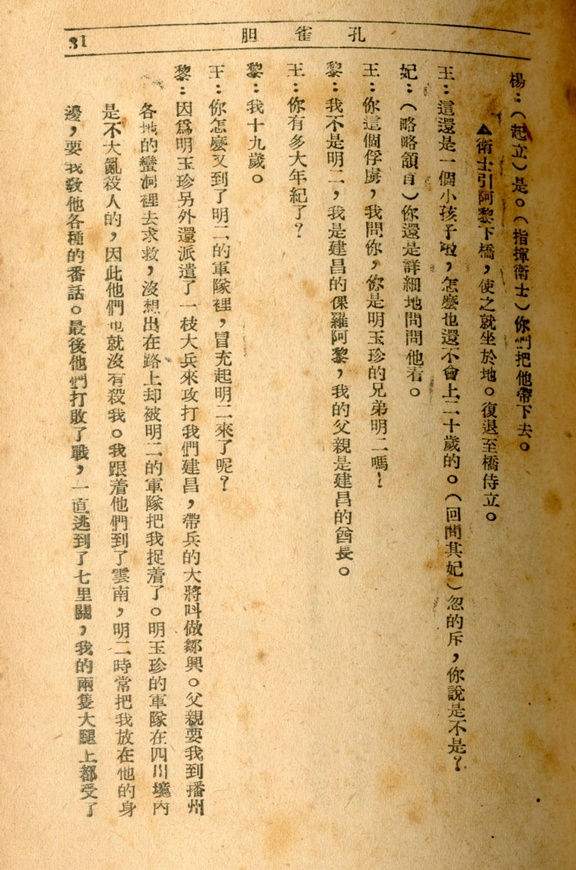 孔雀胆
31
楊：（起立）是。（指揮衛士）你們把他帶下去。
▲衛士引阿黎下橋，使之就坐於地。復退至橋侍立。
王：這還是一個小孩子啦，怎麼也還不會上二十歲的。（回問其妃）忽的斤，你說是不是？
妃：（略略頷首）你還是詳細地問問他看。
王：你這個俘虜，我問你，你是明玉珍的兄弟明二嗎！
黎：我不是明二，我是建昌的倮羅阿黎，我的父親是建昌的酋長。
王：你有多大年紀了？
黎：我十九歲。
王：你怎麼又到了明二的軍隊裡，冒充起明二來了呢？
黎：因爲明玉珍另外還派遣了一枝大兵來攻打我們建昌，帶兵的大將叫做鄒興。父親要我到播州
各地的蠻洞裡去求救，沒想出在路上却被明二的軍隊把我捉着了。明玉珍的軍隊在四川境內
是不大亂殺人的，因此他們也就沒有殺我。我跟着他們到了雲南，明二時常把我放在他的身
邊，要我敎他各種的番話。最後他們打敗了戰，一直逃到了七里關，我的兩隻大腿上都受了